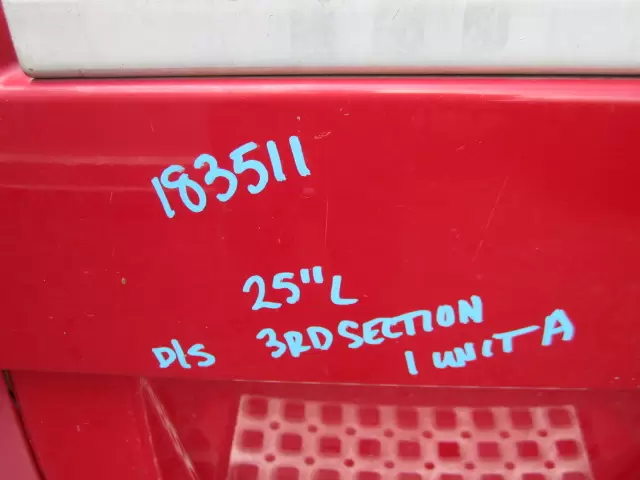 183511
25"L
D/S 3RD SECTION
1 UNIT-A